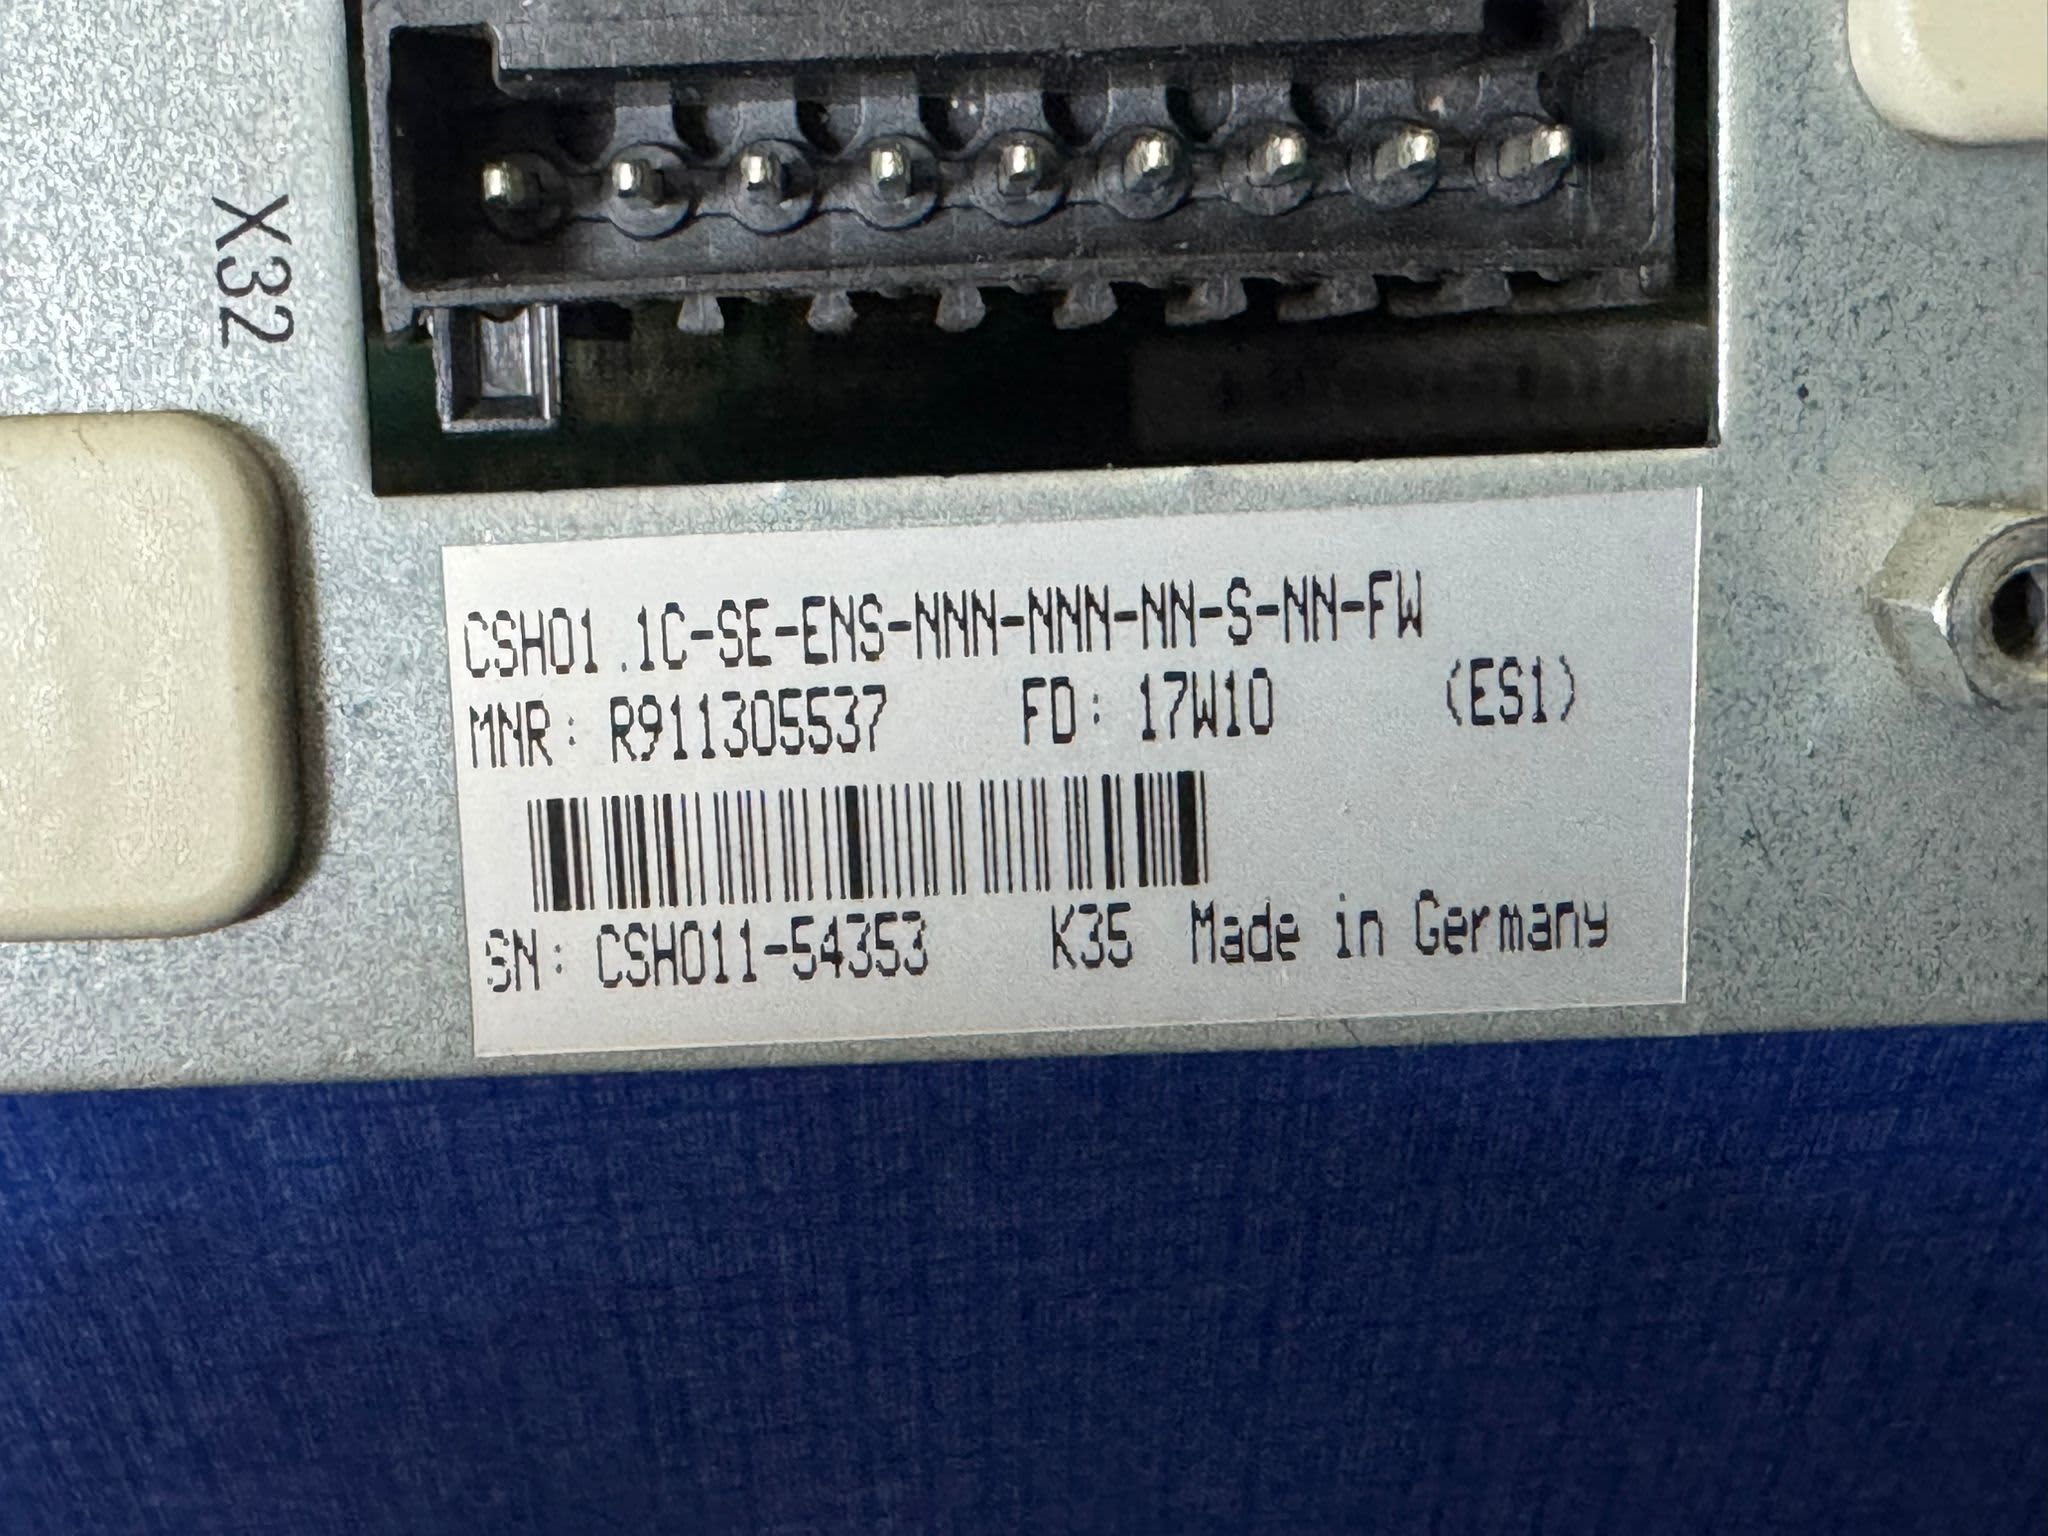 X32
CSH01.1C-SE-ENS-NNN-NNN-NN-S-NN-FW
MNR: R911305537 FD: 17W10 (ES1)
SN: CSH011-54353 K35 Made in Germany